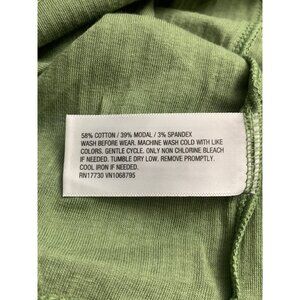 58% COTTON / 39% MODAL / 3% SPANDEX
WASH BEFORE WEAR. MACHINE WASH COLD WITH LIKE
COLORS. GENTLE CYCLE. ONLY NON CHLORINE BLEACH
IF NEEDED. TUMBLE DRY LOW. REMOVE PROMPTLY.
COOL IRON IF NEEDED.
RN17730 VN1068795